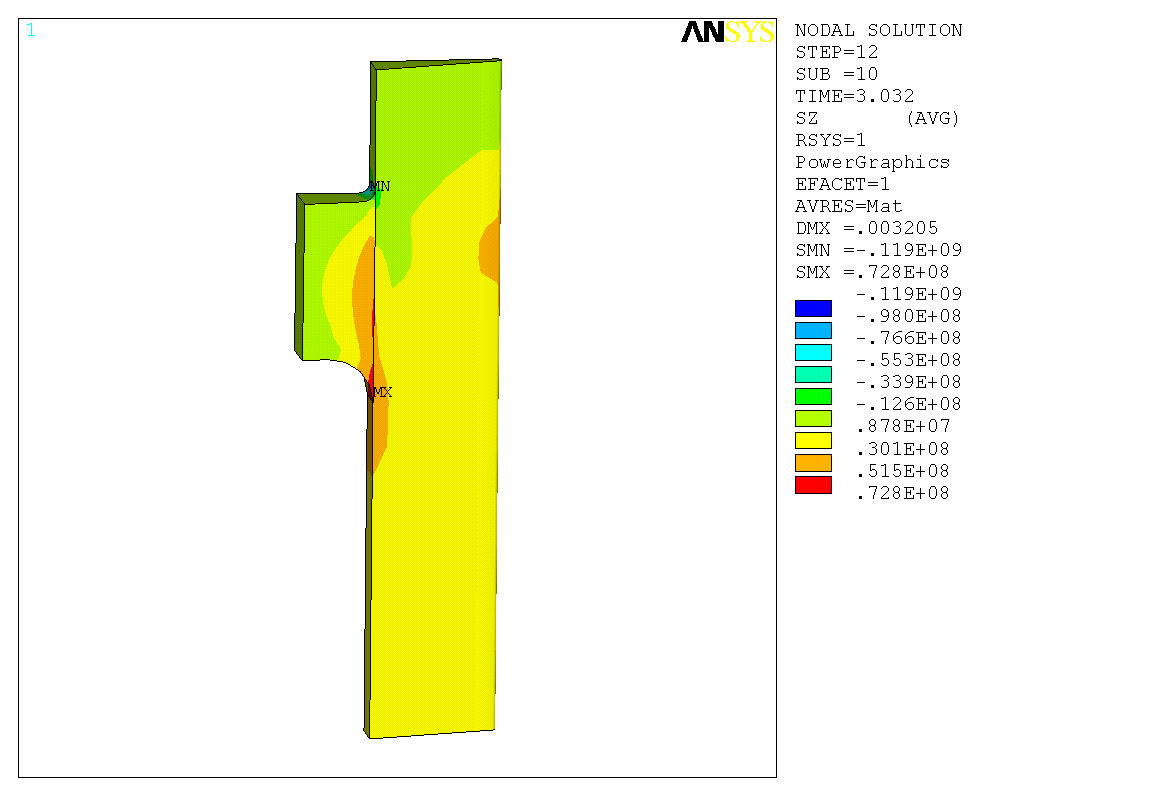 1
ANSYS
NODAL SOLUTION
STEP=12
SUB =10
TIME=3.032
SZ (AVG)
RSYS=1
PowerGraphics
EFACET=1
AVRES=Mat
DMX =.003205
SMN =-.119E+09
SMX =.728E+08
-.119E+09
-.980E+08
-.766E+08
-.553E+08
-.339E+08
-.126E+08
.878E+07
.301E+08
.515E+08
.728E+08
MN
MX